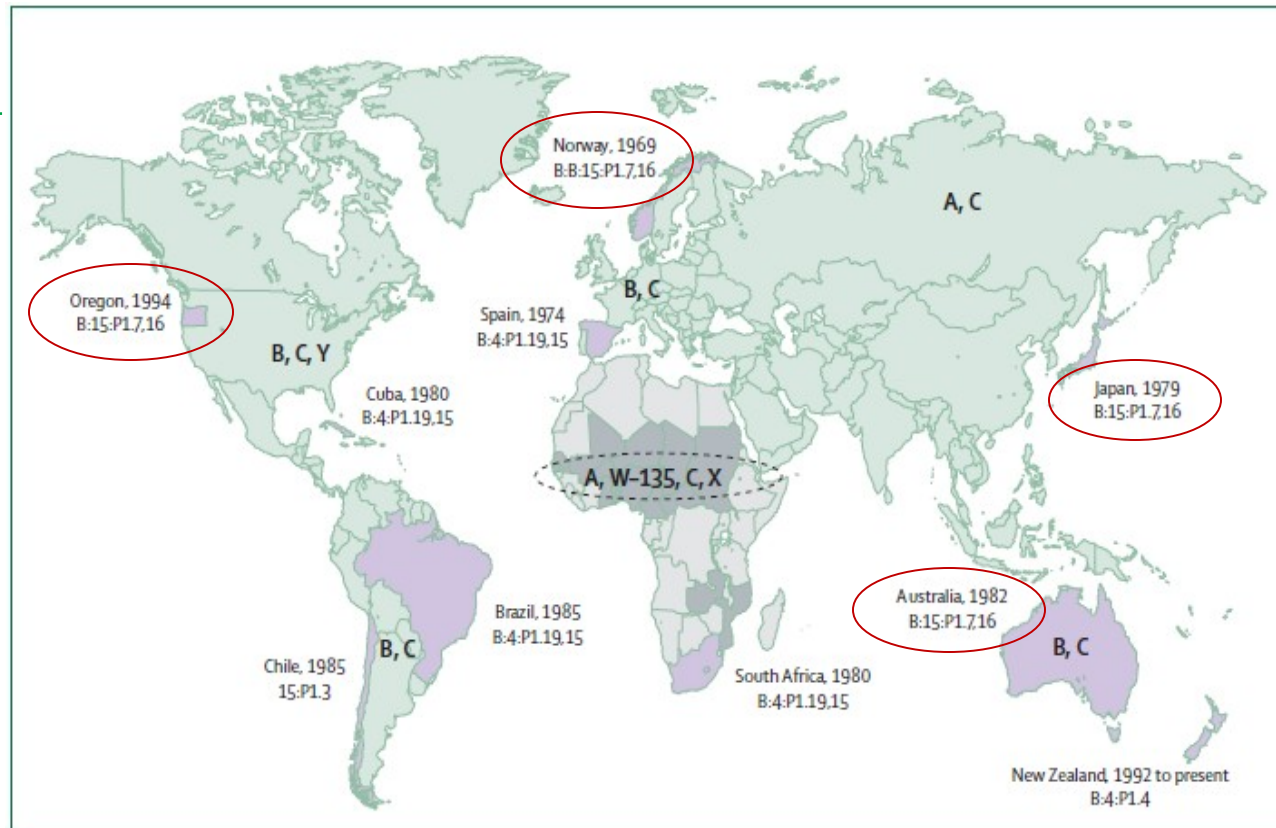 Norway, 1969
B:B:15:P1.7,16
A, C
Oregon, 1994
B:15:P1.7,16
B, C
Spain, 1974
B:4:P1.19,15
B, C, Y
Cuba, 1980
B:4:P1.19,15
Japan, 1979
B:15:P1.7,16
A, W–135, C, X
Australia, 1982
B:15:P1.7,16
Brazil, 1985
B:4:P1.19,15
B, C
B, C
Chile, 1985
15:P1.3
South Africa, 1980
B:4:P1.19,15
New Zealand, 1992 to present
B:4:P1.4